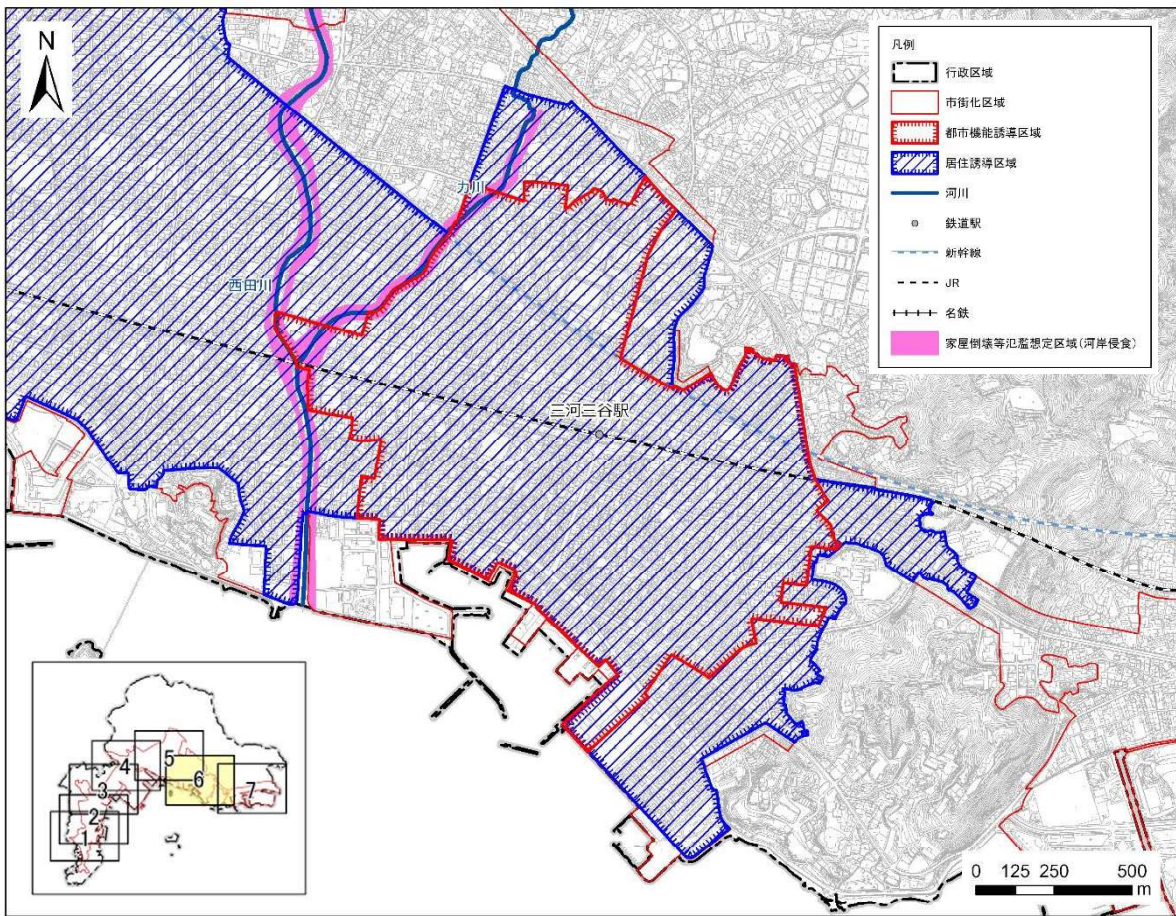 N
凡例
行政区域
市街化区域
都市機能誘導区域
居住誘導区域
河川
鉄道駅
新幹線
JR
名鉄
家屋倒壊等氾濫想定区域(河岸侵食)
力川
西田川
三河三谷駅
5
4
6
3
7
2
1
0 125 250 500
m